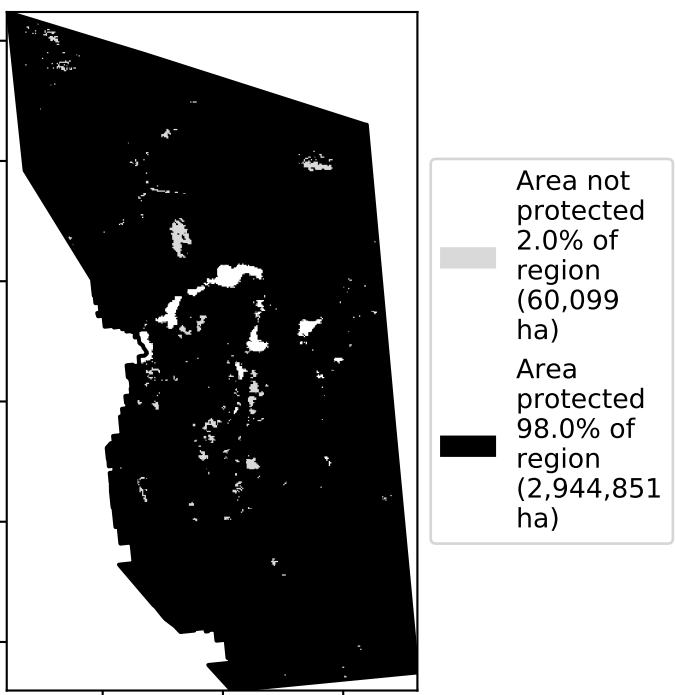 Area not
protected
2.0% of
region
(60,099
ha)
Area
protected
98.0% of
region
(2,944,851
ha)